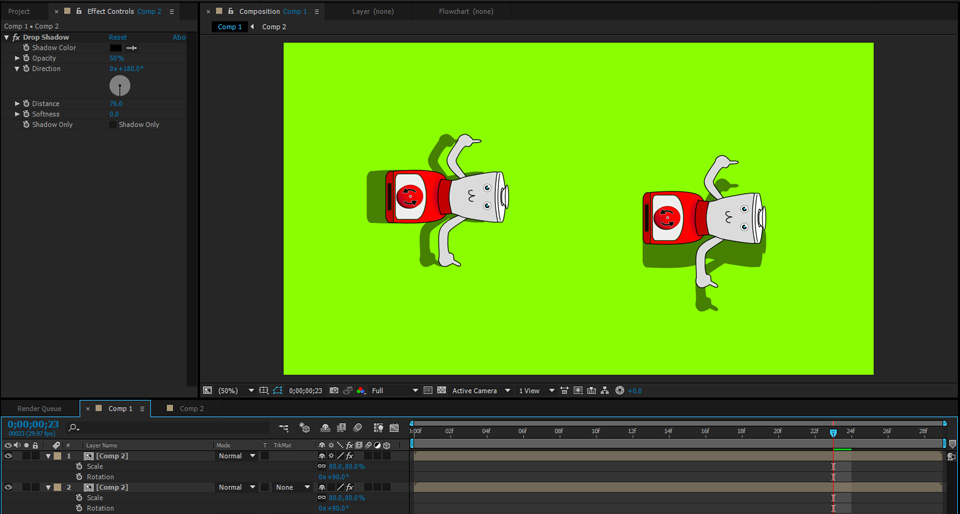 Project × Effect Controls Comp 2 ≡
Comp 1 • Comp 2
fx Drop Shadow Reset Abo
Shadow Color
Opacity 50%
Direction 0x+180.0°
Distance 76.0
Softness 0.0
Shadow Only Shadow Only
× Composition Comp 1 ≡ Layer (none) Flowchart (none)
Comp 1 Comp 2
(50%) 0;00;00;23 Full Active Camera 1 View +0.0
Render Queue × Comp 1 ≡ Comp 2
0;00;00;23
00023 (29.97 fps)
:00F 02F 04F 06F 08F 10F 12F 14F 16F 18F 20F 22F 24F 26F 28F
# Layer Name Mode T TrkMat
1 [Comp 2] Normal
Scale 80.0,80.0%
Rotation 0x+90.0°
2 [Comp 2] Normal None
Scale 80.0,80.0%
Rotation 0x+90.0°